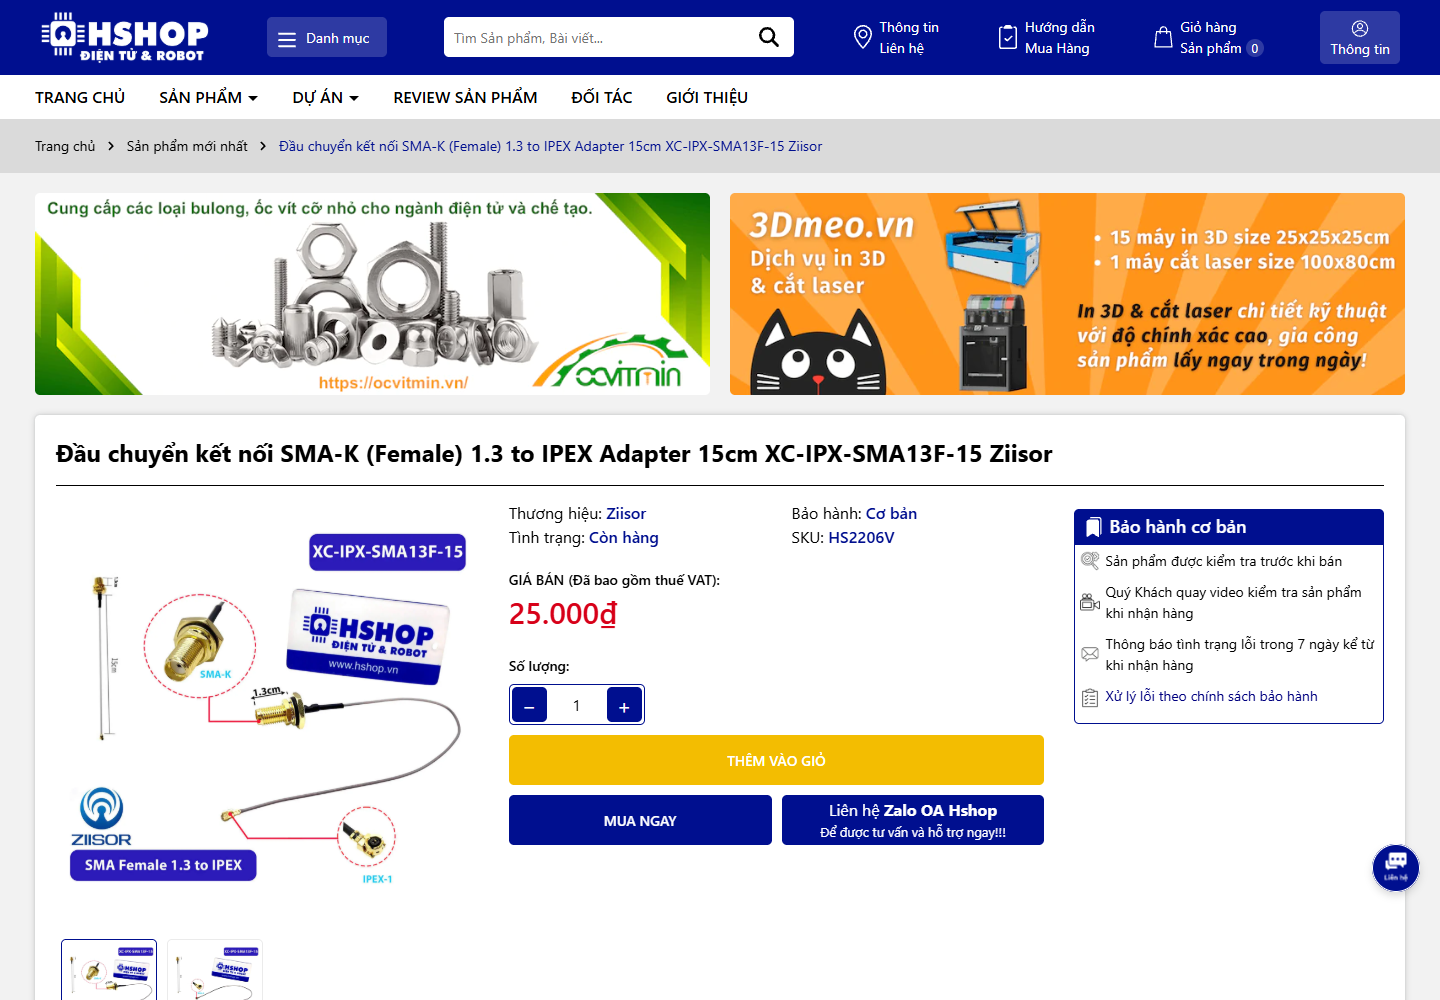 HSHOP
ĐIỆN TỬ & ROBOT
Danh mục
Tìm Sản phẩm, Bài viết...
Thông tin
Liên hệ
Hướng dẫn
Mua Hàng
Giỏ hàng
Sản phẩm 0
Thông tin
TRANG CHỦ
SẢN PHẨM
DỰ ÁN
REVIEW SẢN PHẨM
ĐỐI TÁC
GIỚI THIỆU
Trang chủ > Sản phẩm mới nhất > Đầu chuyển kết nối SMA-K (Female) 1.3 to IPEX Adapter 15cm XC-IPX-SMA13F-15 Ziisor
Cung cấp các loại bulong, ốc vít cỡ nhỏ cho ngành điện tử và chế tạo.
https://ocvitmin.vn/
ocvitmin
3Dmeo.vn
Dịch vụ in 3D
& cắt laser
• 15 máy in 3D size 25x25x25cm
• 1 máy cắt laser size 100x80cm
In 3D & cắt laser chi tiết kỹ thuật
với độ chính xác cao, gia công
sản phẩm lấy ngay trong ngày!
Đầu chuyển kết nối SMA-K (Female) 1.3 to IPEX Adapter 15cm XC-IPX-SMA13F-15 Ziisor
XC-IPX-SMA13F-15
HSHOP
ĐIỆN TỬ & ROBOT
www.hshop.vn
SMA-K
1.3cm
15cm
ZIISOR
SMA Female 1.3 to IPEX
IPEX-1
Thương hiệu: Ziisor
Bảo hành: Cơ bản
Tình trạng: Còn hàng
SKU: HS2206V
GIÁ BÁN (Đã bao gồm thuế VAT):
25.000₫
Số lượng:
− 1 +
THÊM VÀO GIỎ
MUA NGAY
Liên hệ Zalo OA Hshop
Để được tư vấn và hỗ trợ ngay!!!
Bảo hành cơ bản
Sản phẩm được kiểm tra trước khi bán
Quý Khách quay video kiểm tra sản phẩm
khi nhận hàng
Thông báo tình trạng lỗi trong 7 ngày kể từ
khi nhận hàng
Xử lý lỗi theo chính sách bảo hành
Liên hệ
XC-IPX-SMA13F-15
HSHOP
XC-IPX-SMA13F-15
HSHOP